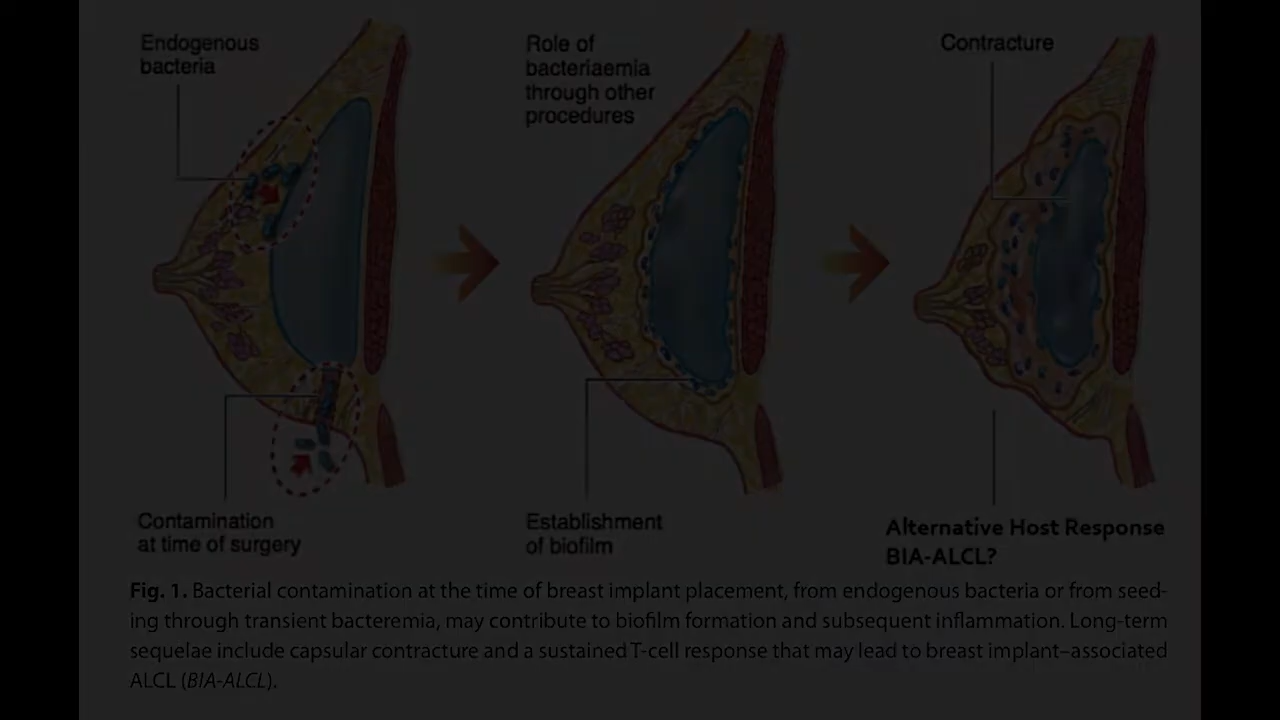 Endogenous
bacteria
Role of
bacteriaemia
through other
procedures
Contracture
Contamination
at time of surgery
Establishment
of biofilm
Alternative Host Response
BIA-ALCL?
Fig. 1. Bacterial contamination at the time of breast implant placement, from endogenous bacteria or from seed-
ing through transient bacteremia, may contribute to biofilm formation and subsequent inflammation. Long-term
sequelae include capsular contracture and a sustained T-cell response that may lead to breast implant–associated
ALCL (BIA-ALCL).